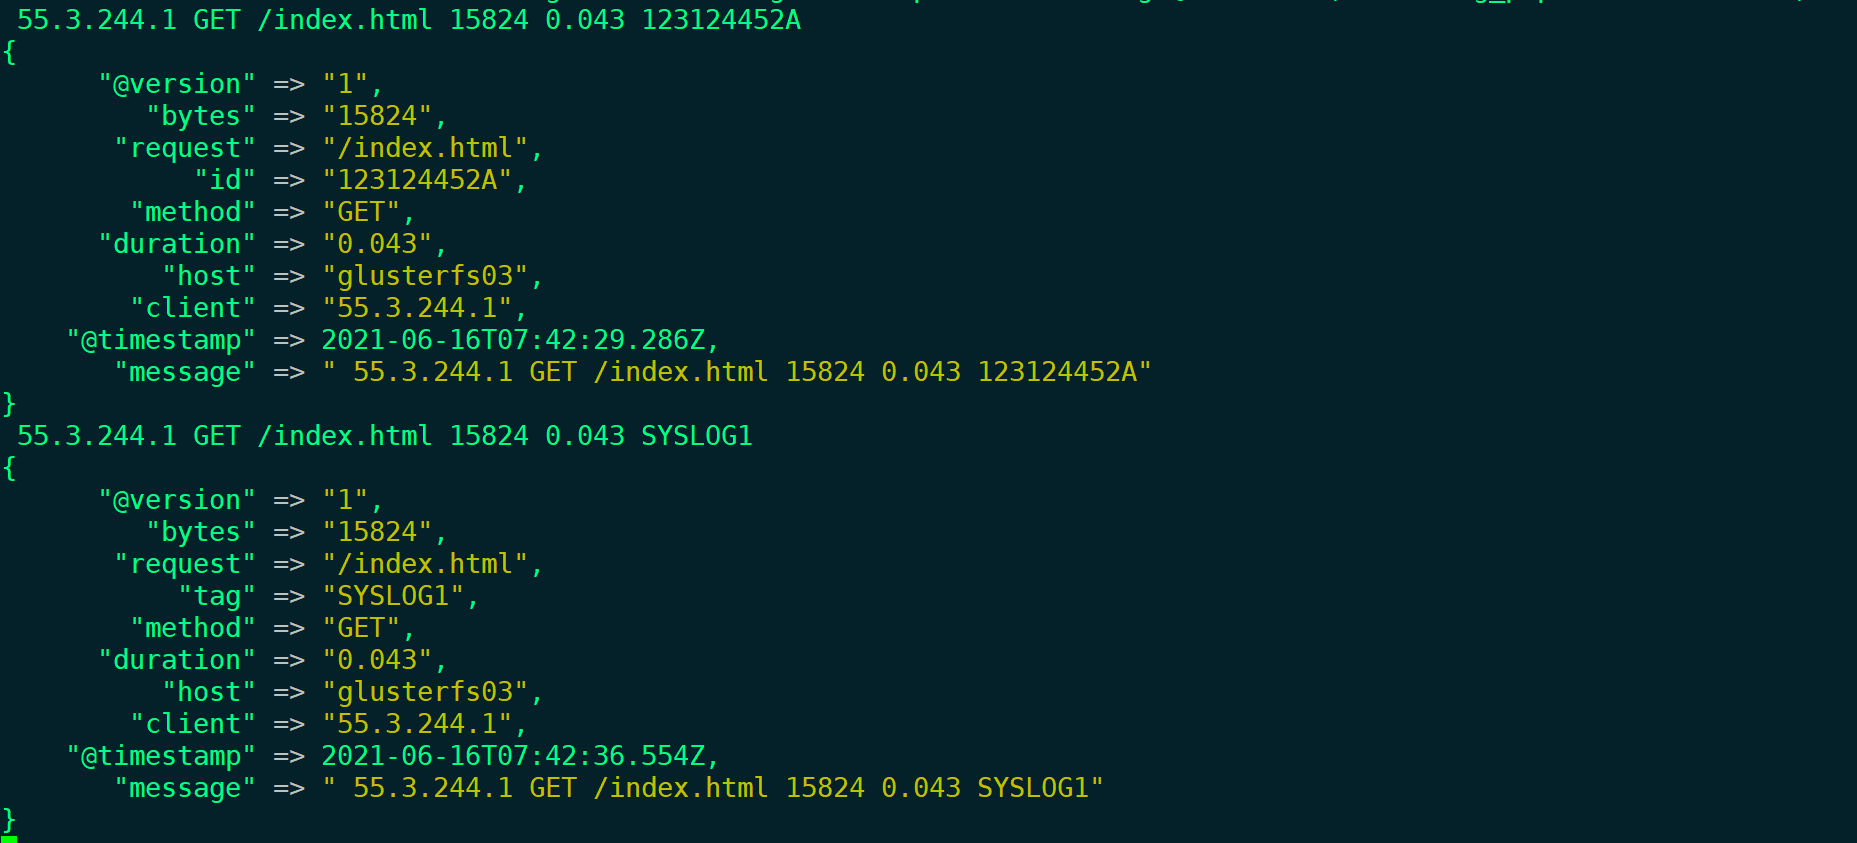 55.3.244.1 GET /index.html 15824 0.043 123124452A
{
"@version" => "1",
"bytes" => "15824",
"request" => "/index.html",
"id" => "123124452A",
"method" => "GET",
"duration" => "0.043",
"host" => "glusterfs03",
"client" => "55.3.244.1",
"@timestamp" => 2021-06-16T07:42:29.286Z,
"message" => " 55.3.244.1 GET /index.html 15824 0.043 123124452A"
}
55.3.244.1 GET /index.html 15824 0.043 SYSLOG1
{
"@version" => "1",
"bytes" => "15824",
"request" => "/index.html",
"tag" => "SYSLOG1",
"method" => "GET",
"duration" => "0.043",
"host" => "glusterfs03",
"client" => "55.3.244.1",
"@timestamp" => 2021-06-16T07:42:36.554Z,
"message" => " 55.3.244.1 GET /index.html 15824 0.043 SYSLOG1"
}